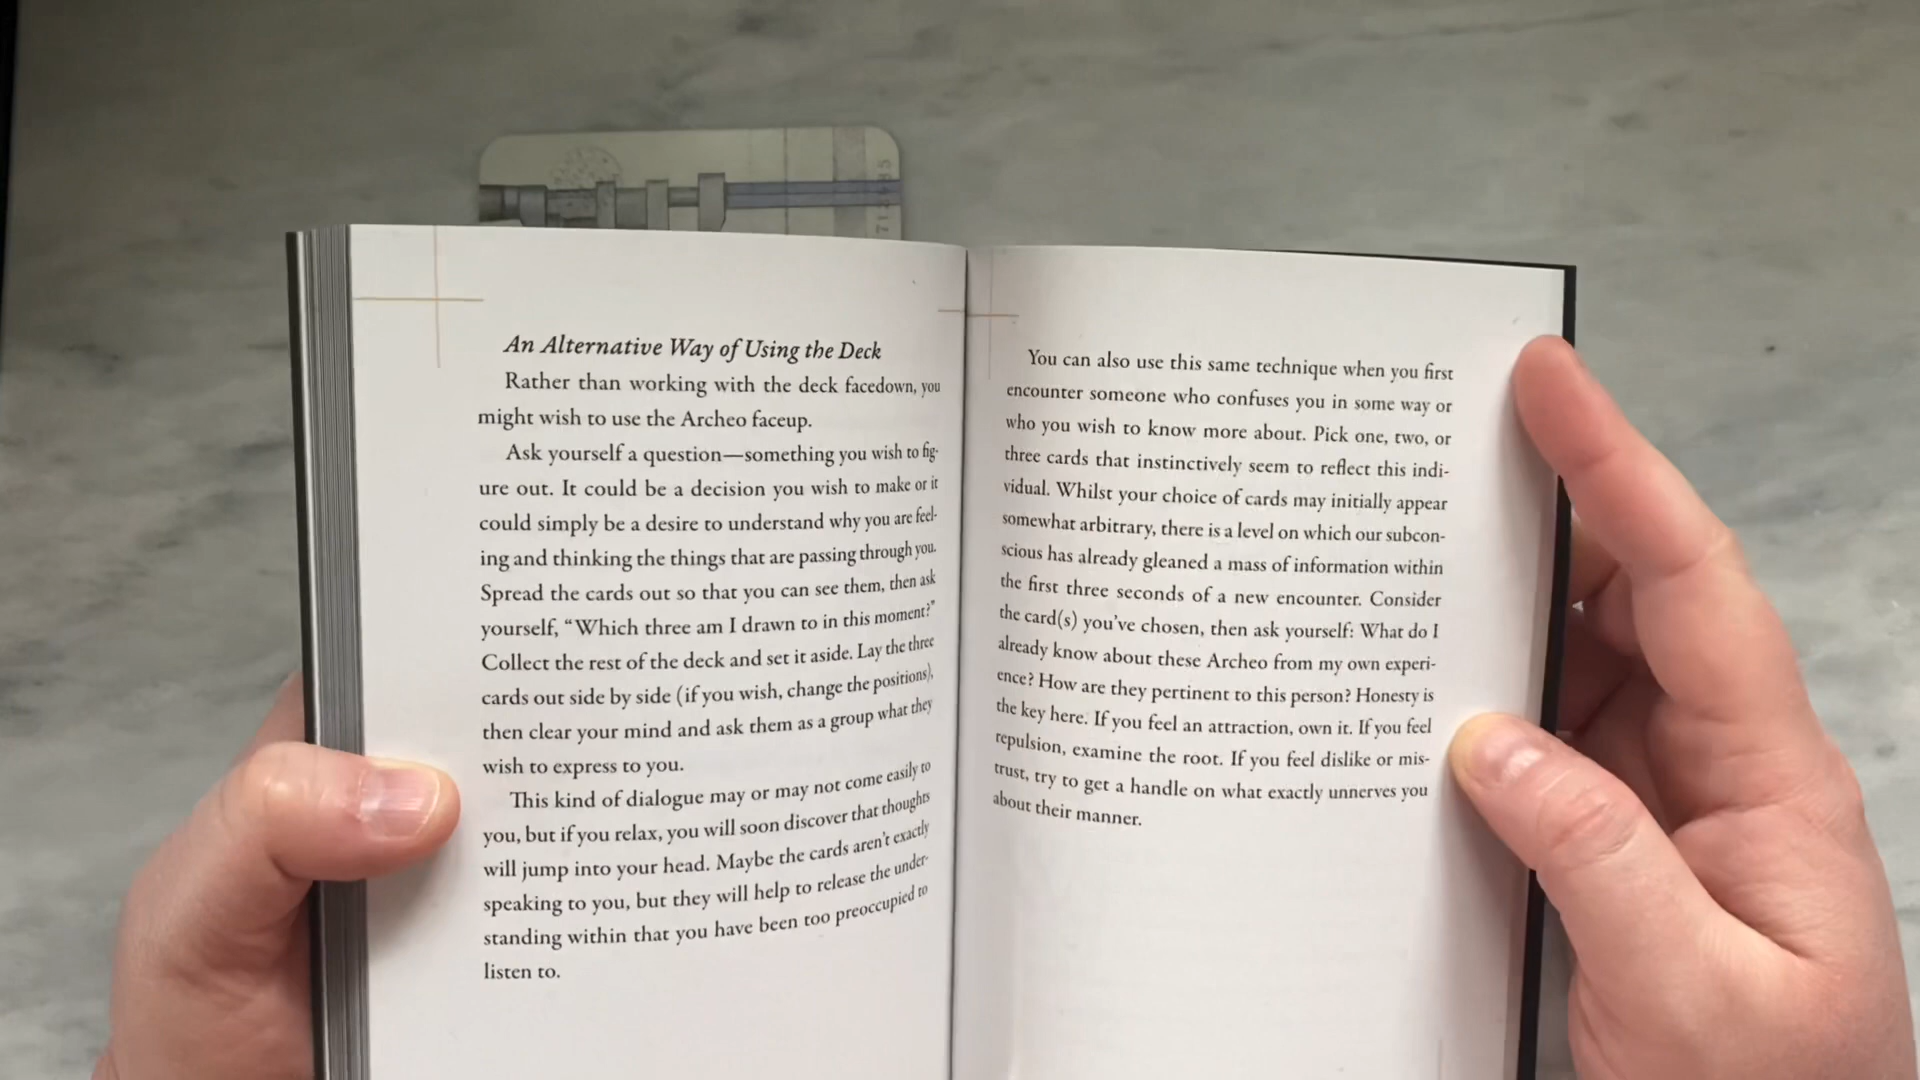 An Alternative Way of Using the Deck
Rather than working with the deck facedown, you
might wish to use the Archeo faceup.
Ask yourself a question—something you wish to fig-
ure out. It could be a decision you wish to make or it
could simply be a desire to understand why you are feel-
ing and thinking the things that are passing through you.
Spread the cards out so that you can see them, then ask
yourself, “Which three am I drawn to in this moment?”
Collect the rest of the deck and set it aside. Lay the three
cards out side by side (if you wish, change the positions),
then clear your mind and ask them as a group what they
wish to express to you.
This kind of dialogue may or may not come easily to
you, but if you relax, you will soon discover that thoughts
will jump into your head. Maybe the cards aren’t exactly
speaking to you, but they will help to release the under-
standing within that you have been too preoccupied to
listen to.
You can also use this same technique when you first
encounter someone who confuses you in some way or
who you wish to know more about. Pick one, two, or
three cards that instinctively seem to reflect this indi-
vidual. Whilst your choice of cards may initially appear
somewhat arbitrary, there is a level on which our subcon-
scious has already gleaned a mass of information within
the first three seconds of a new encounter. Consider
the card(s) you’ve chosen, then ask yourself: What do I
already know about these Archeo from my own experi-
ence? How are they pertinent to this person? Honesty is
the key here. If you feel an attraction, own it. If you feel
repulsion, examine the root. If you feel dislike or mis-
trust, try to get a handle on what exactly unnerves you
about their manner.